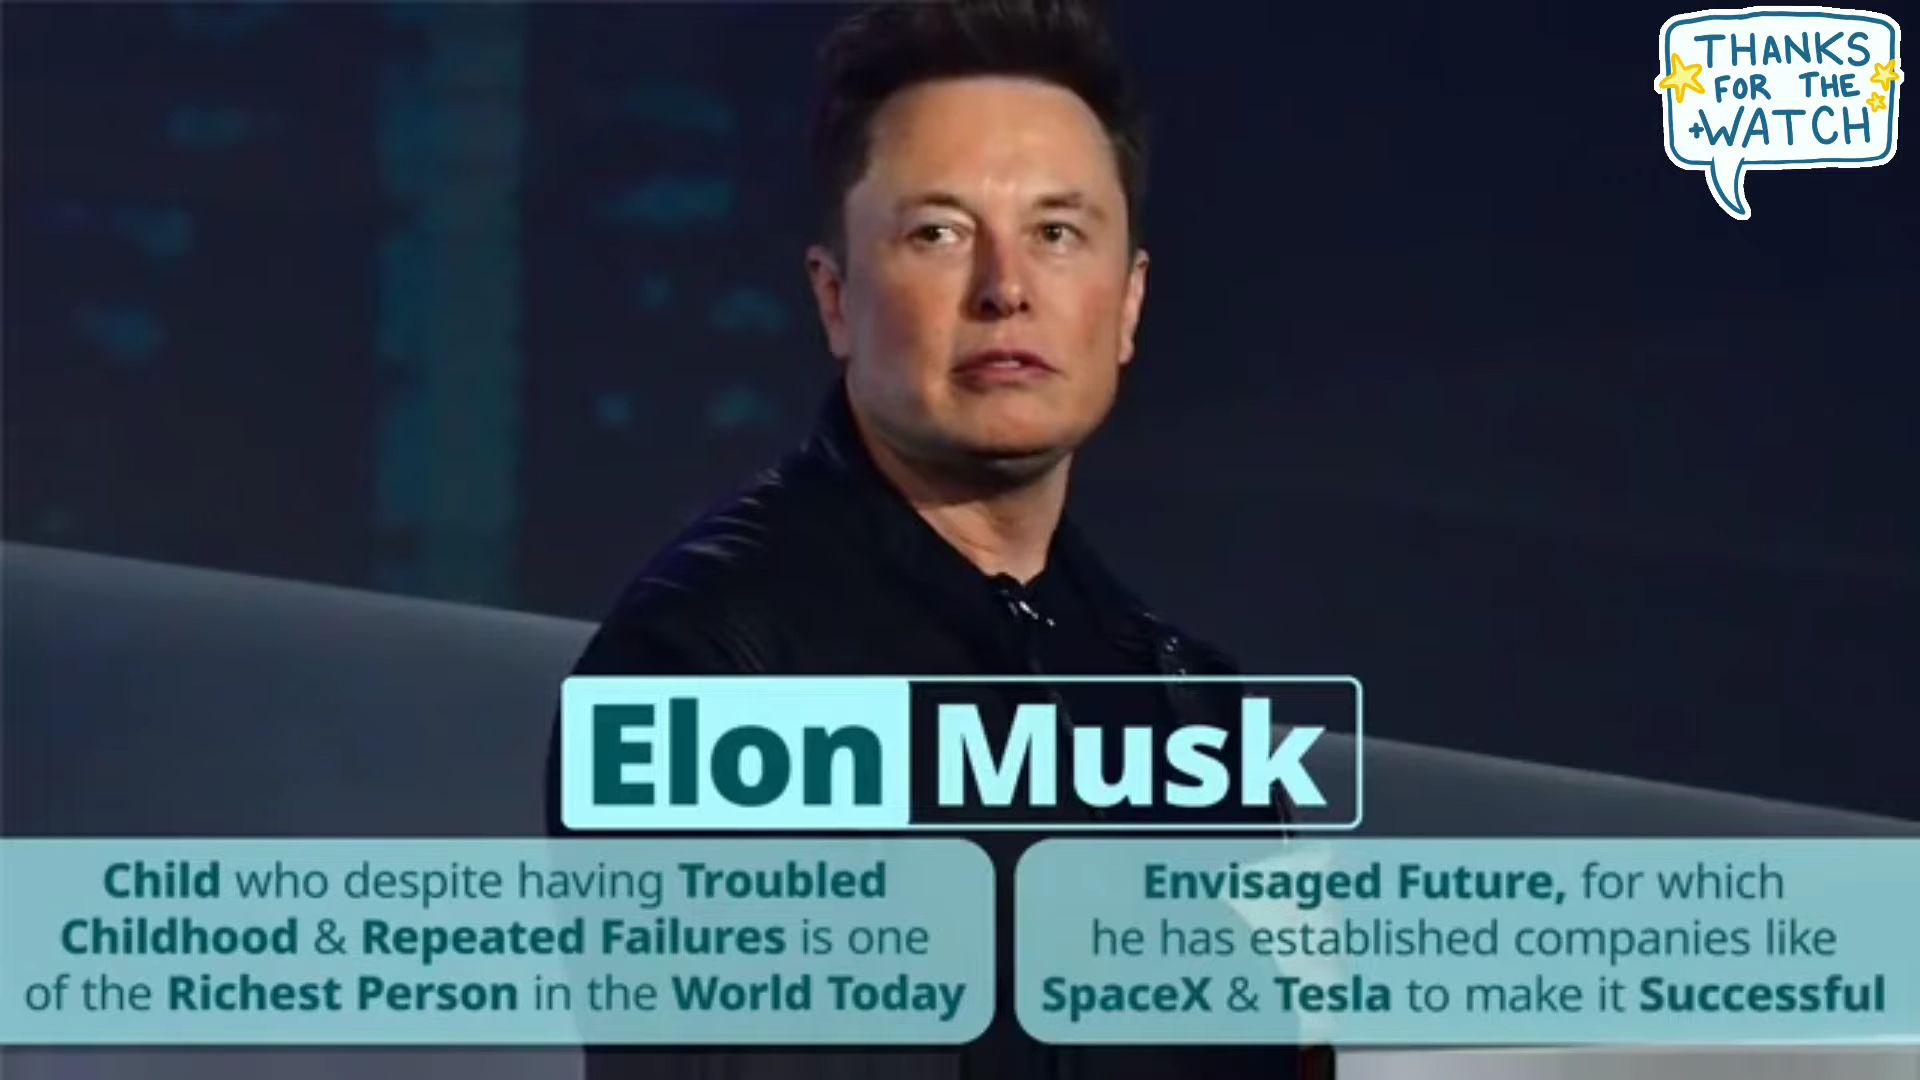 THANKS
FOR THE
WATCH
Elon Musk
Child who despite having Troubled
Childhood & Repeated Failures is one
of the Richest Person in the World Today
Envisaged Future, for which
he has established companies like
SpaceX & Tesla to make it Successful